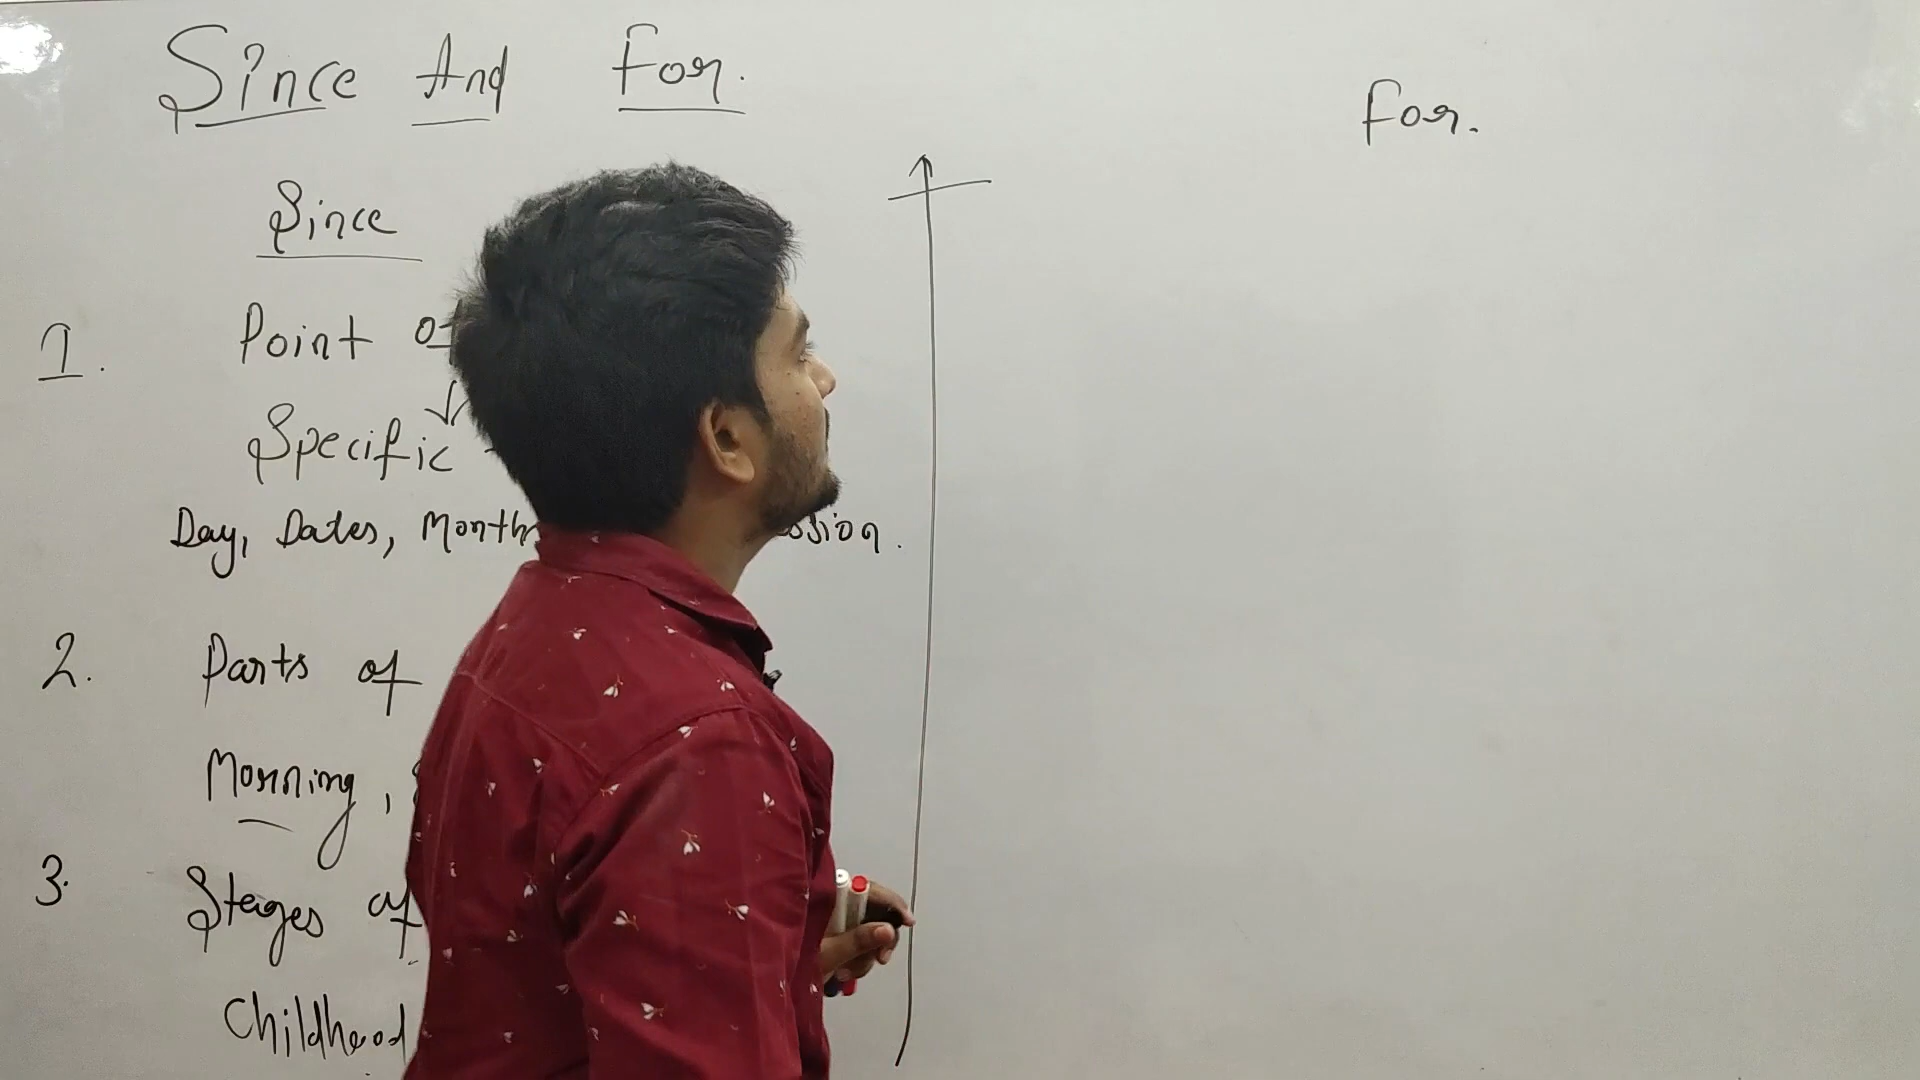 Since And For.
For.
Since
1. Point of
Specific
Day, Dates, Month
2. Parts of
Morning,
3. Stages of
Childhood